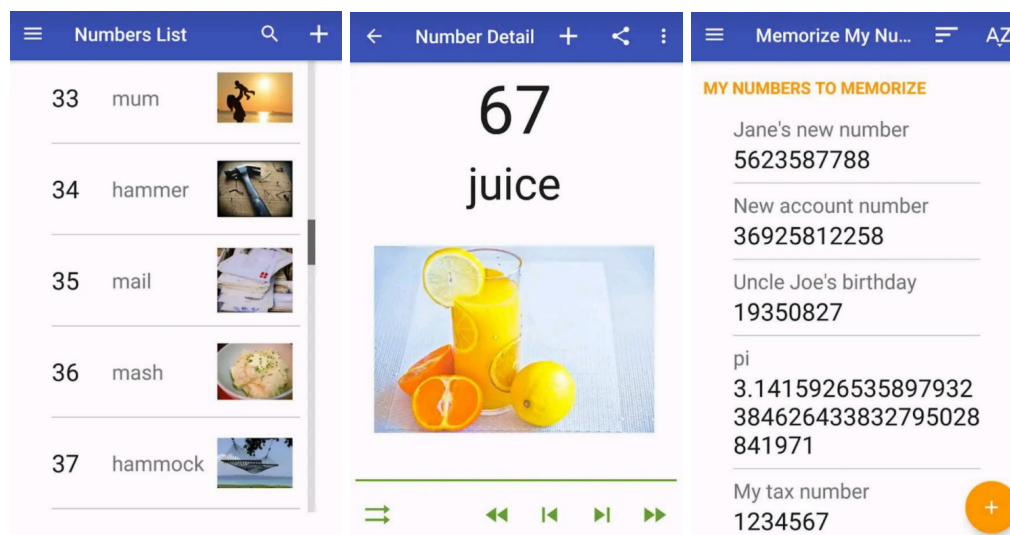 Numbers List
33 mum
34 hammer
35 mail
36 mash
37 hammock
Number Detail
67
juice
Memorize My Nu...
AZ
MY NUMBERS TO MEMORIZE
Jane's new number
5623587788
New account number
36925812258
Uncle Joe's birthday
19350827
pi
3.1415926535897932
384626433832795028
841971
My tax number
1234567